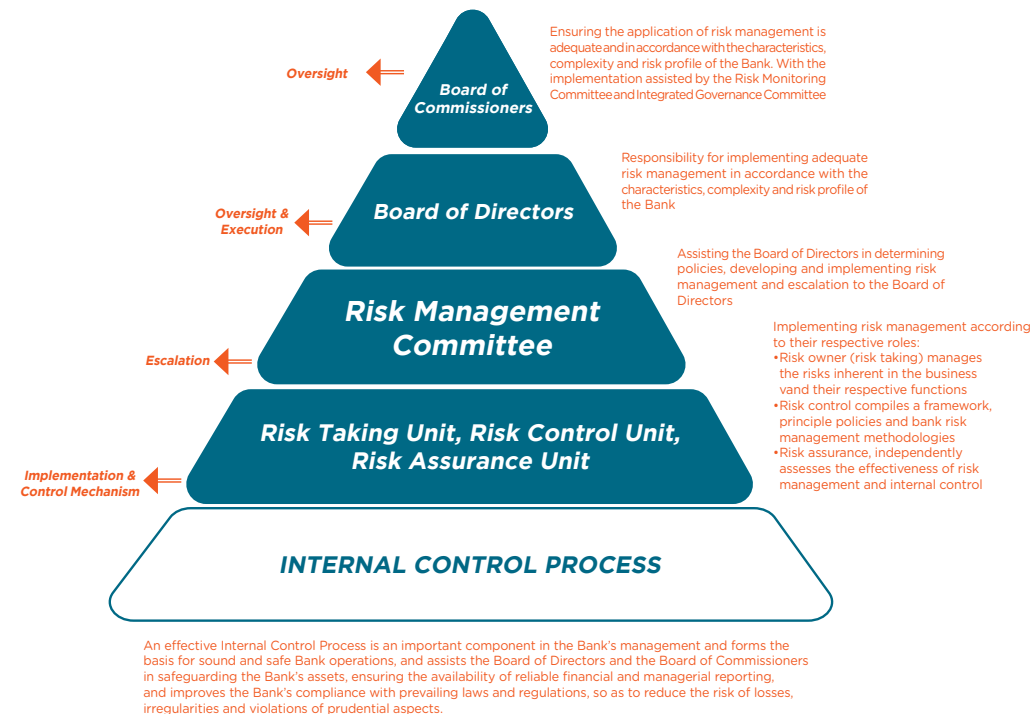 Oversight
Board of
Commissioners
Ensuring the application of risk management is
adequate and in accordance with the characteristics,
complexity and risk profile of the Bank. With the
implementation assisted by the Risk Monitoring
Committee and Integrated Governance Committee
Oversight &
Execution
Board of Directors
Responsibility for implementing adequate
risk management in accordance with the
characteristics, complexity and risk profile of
the Bank
Escalation
Risk Management
Committee
Assisting the Board of Directors in determining
policies, developing and implementing risk
management and escalation to the Board of
Directors
Implementation &
Control Mechanism
Risk Taking Unit, Risk Control Unit,
Risk Assurance Unit
Implementing risk management according
to their respective roles:
•Risk owner (risk taking) manages
the risks inherent in the business
vand their respective functions
•Risk control compiles a framework,
principle policies and bank risk
management methodologies
•Risk assurance, independently
assesses the effectiveness of risk
management and internal control
INTERNAL CONTROL PROCESS
An effective Internal Control Process is an important component in the Bank's management and forms the
basis for sound and safe Bank operations, and assists the Board of Directors and the Board of Commissioners
in safeguarding the Bank's assets, ensuring the availability of reliable financial and managerial reporting,
and improves the Bank's compliance with prevailing laws and regulations, so as to reduce the risk of losses,
irregularities and violations of prudential aspects.